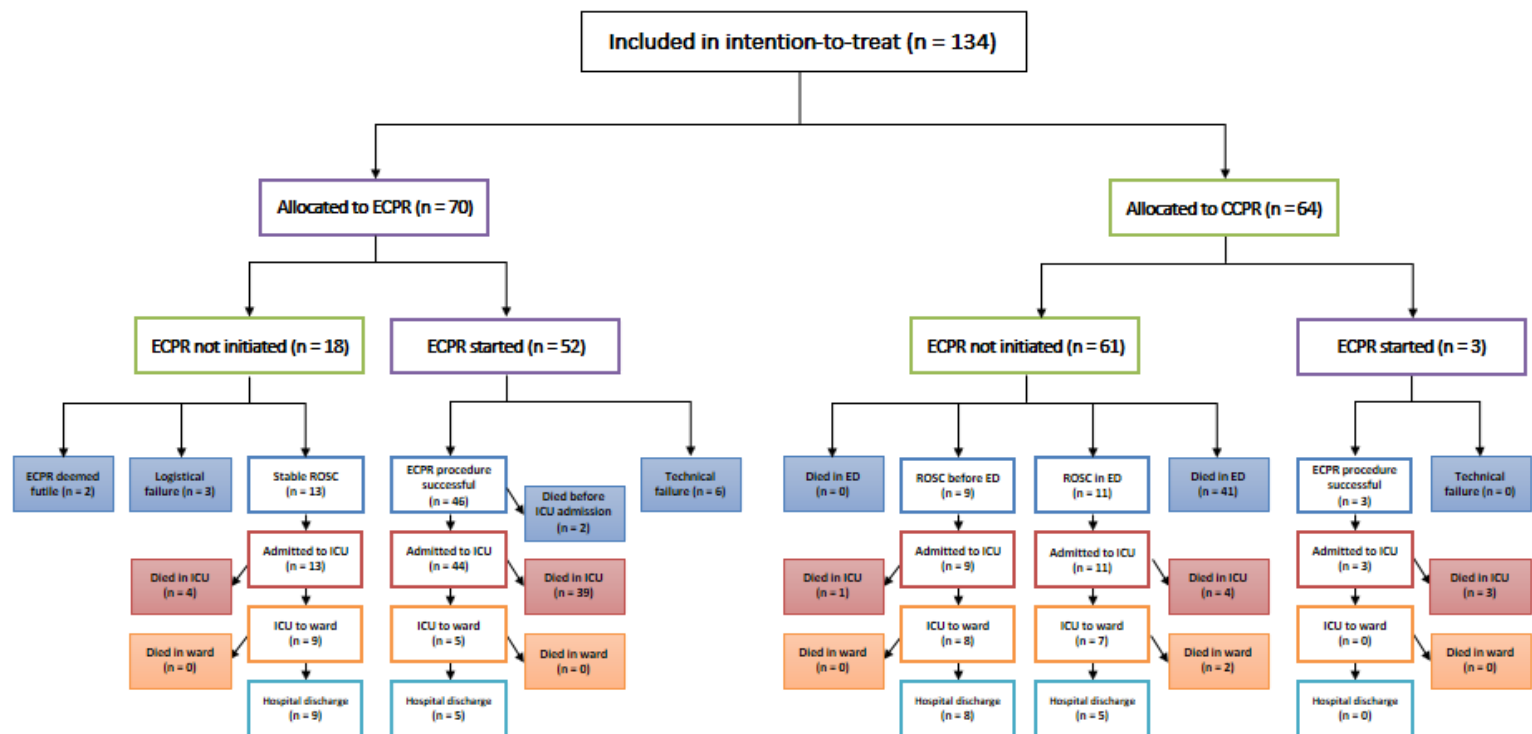 Included in intention-to-treat (n = 134)
Allocated to ECPR (n = 70)
Allocated to CCPR (n = 64)
ECPR not initiated (n = 18)
ECPR started (n = 52)
ECPR not initiated (n = 61)
ECPR started (n = 3)
ECPR deemed
futile (n = 2)
Logistical
failure (n = 3)
Stable ROSC
(n = 13)
ECPR procedure
successful
(n = 46)
Died before
ICU admission
(n = 2)
Technical
failure (n = 6)
Died in ED
(n = 0)
ROSC before ED
(n = 9)
ROSC in ED
(n = 11)
Died in ED
(n = 41)
ECPR procedure
successful
(n = 3)
Technical
failure (n = 0)
Admitted to ICU
(n = 13)
Admitted to ICU
(n = 44)
Admitted to ICU
(n = 9)
Admitted to ICU
(n = 11)
Admitted to ICU
(n = 3)
Died in ICU
(n = 4)
Died in ICU
(n = 39)
Died in ICU
(n = 1)
Died in ICU
(n = 4)
Died in ICU
(n = 3)
ICU to ward
(n = 9)
ICU to ward
(n = 5)
ICU to ward
(n = 8)
ICU to ward
(n = 7)
ICU to ward
(n = 0)
Died in ward
(n = 0)
Died in ward
(n = 0)
Died in ward
(n = 0)
Died in ward
(n = 2)
Died in ward
(n = 0)
Hospital discharge
(n = 9)
Hospital discharge
(n = 5)
Hospital discharge
(n = 8)
Hospital discharge
(n = 5)
Hospital discharge
(n = 0)